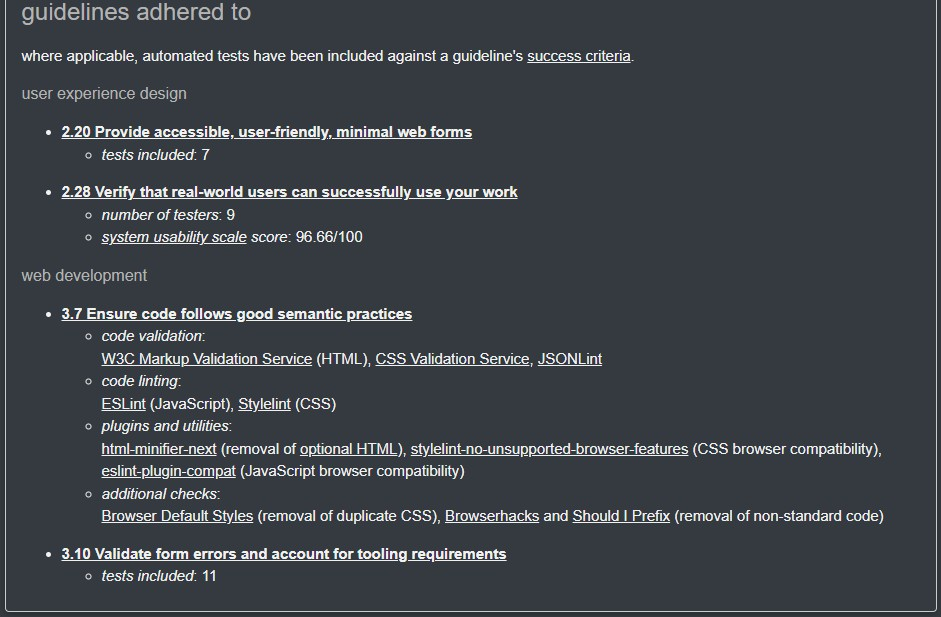 guidelines adhered to
where applicable, automated tests have been included against a guideline's success criteria.
user experience design
2.20 Provide accessible, user-friendly, minimal web forms
tests included: 7
2.28 Verify that real-world users can successfully use your work
number of testers: 9
system usability scale score: 96.66/100
web development
3.7 Ensure code follows good semantic practices
code validation:
W3C Markup Validation Service (HTML), CSS Validation Service, JSONLint
code linting:
ESLint (JavaScript), Stylelint (CSS)
plugins and utilities:
html-minifier-next (removal of optional HTML), stylelint-no-unsupported-browser-features (CSS browser compatibility),
eslint-plugin-compat (JavaScript browser compatibility)
additional checks:
Browser Default Styles (removal of duplicate CSS), Browserhacks and Should I Prefix (removal of non-standard code)
3.10 Validate form errors and account for tooling requirements
tests included: 11